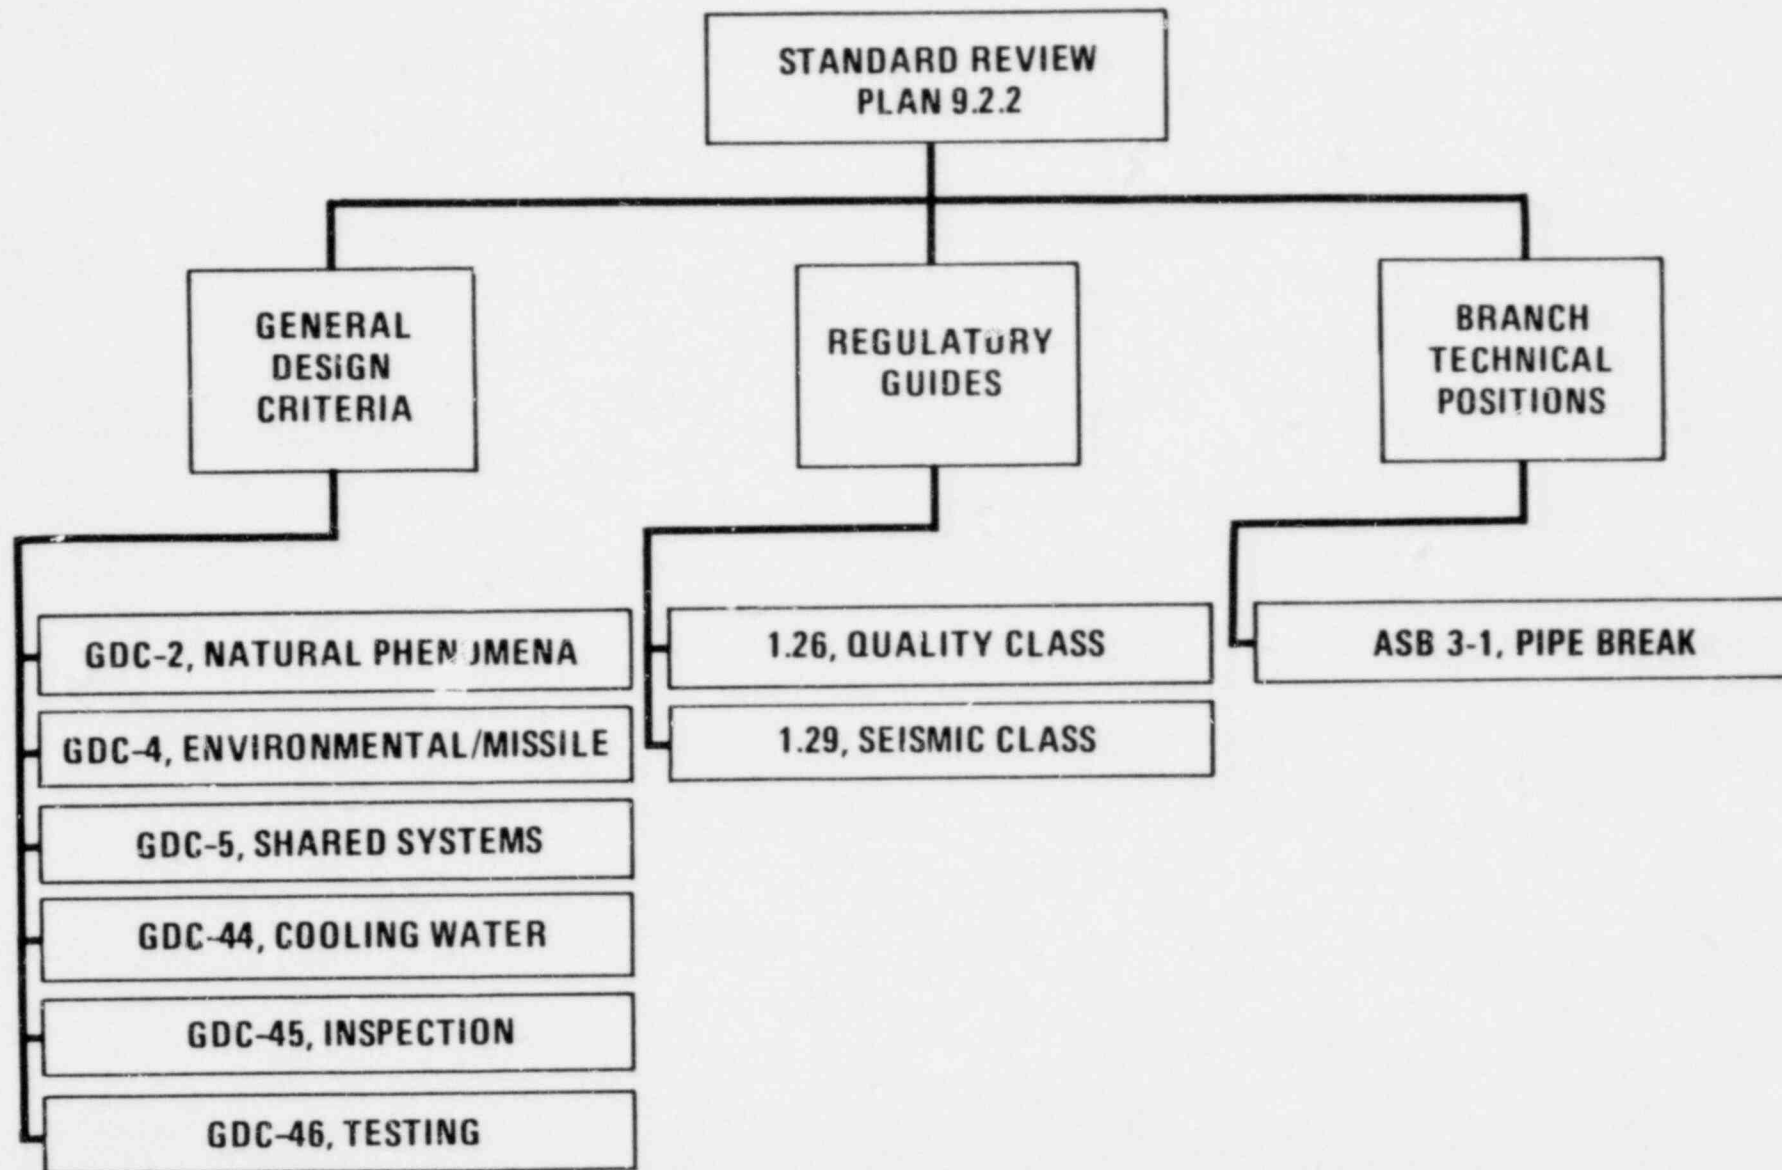 STANDARD REVIEW
PLAN 9.2.2
GENERAL
DESIGN
CRITERIA
REGULATORY
GUIDES
BRANCH
TECHNICAL
POSITIONS
GDC-2, NATURAL PHENOMENA
GDC-4, ENVIRONMENTAL/MISSILE
GDC-5, SHARED SYSTEMS
GDC-44, COOLING WATER
GDC-45, INSPECTION
GDC-46, TESTING
1.26, QUALITY CLASS
1.29, SEISMIC CLASS
ASB 3-1, PIPE BREAK